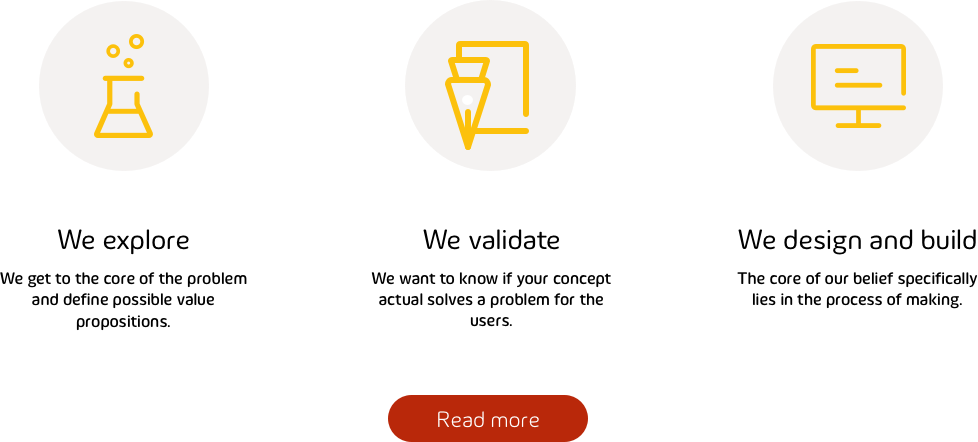 We explore
We get to the core of the problem
and define possible value
propositions.
We validate
We want to know if your concept
actual solves a problem for the
users.
We design and build
The core of our belief specifically
lies in the process of making.
Read more